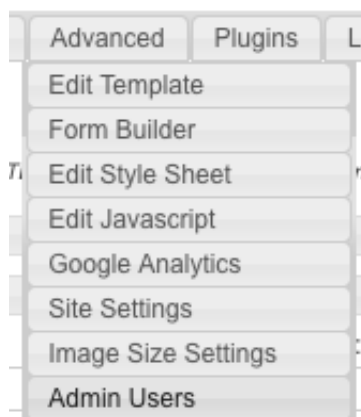 Advanced Plugins L
Edit Template
Form Builder
Edit Style Sheet
Edit Javascript
Google Analytics
Site Settings
Image Size Settings
Admin Users